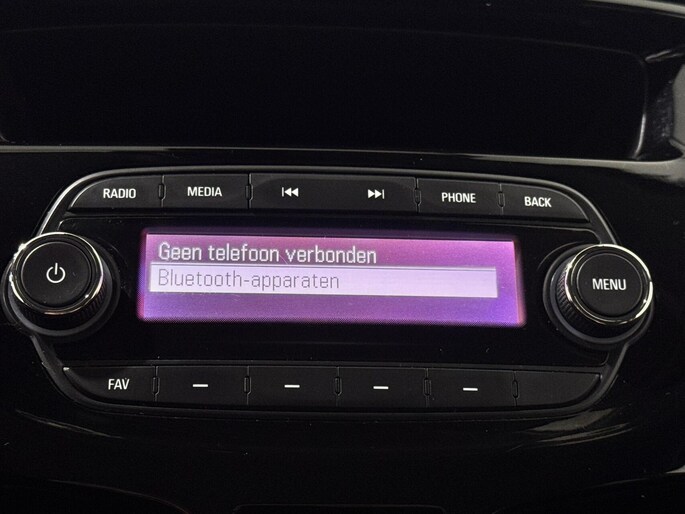 RADIO MEDIA PHONE BACK
Geen telefoon verbonden
Bluetooth-apparaten
MENU
FAV